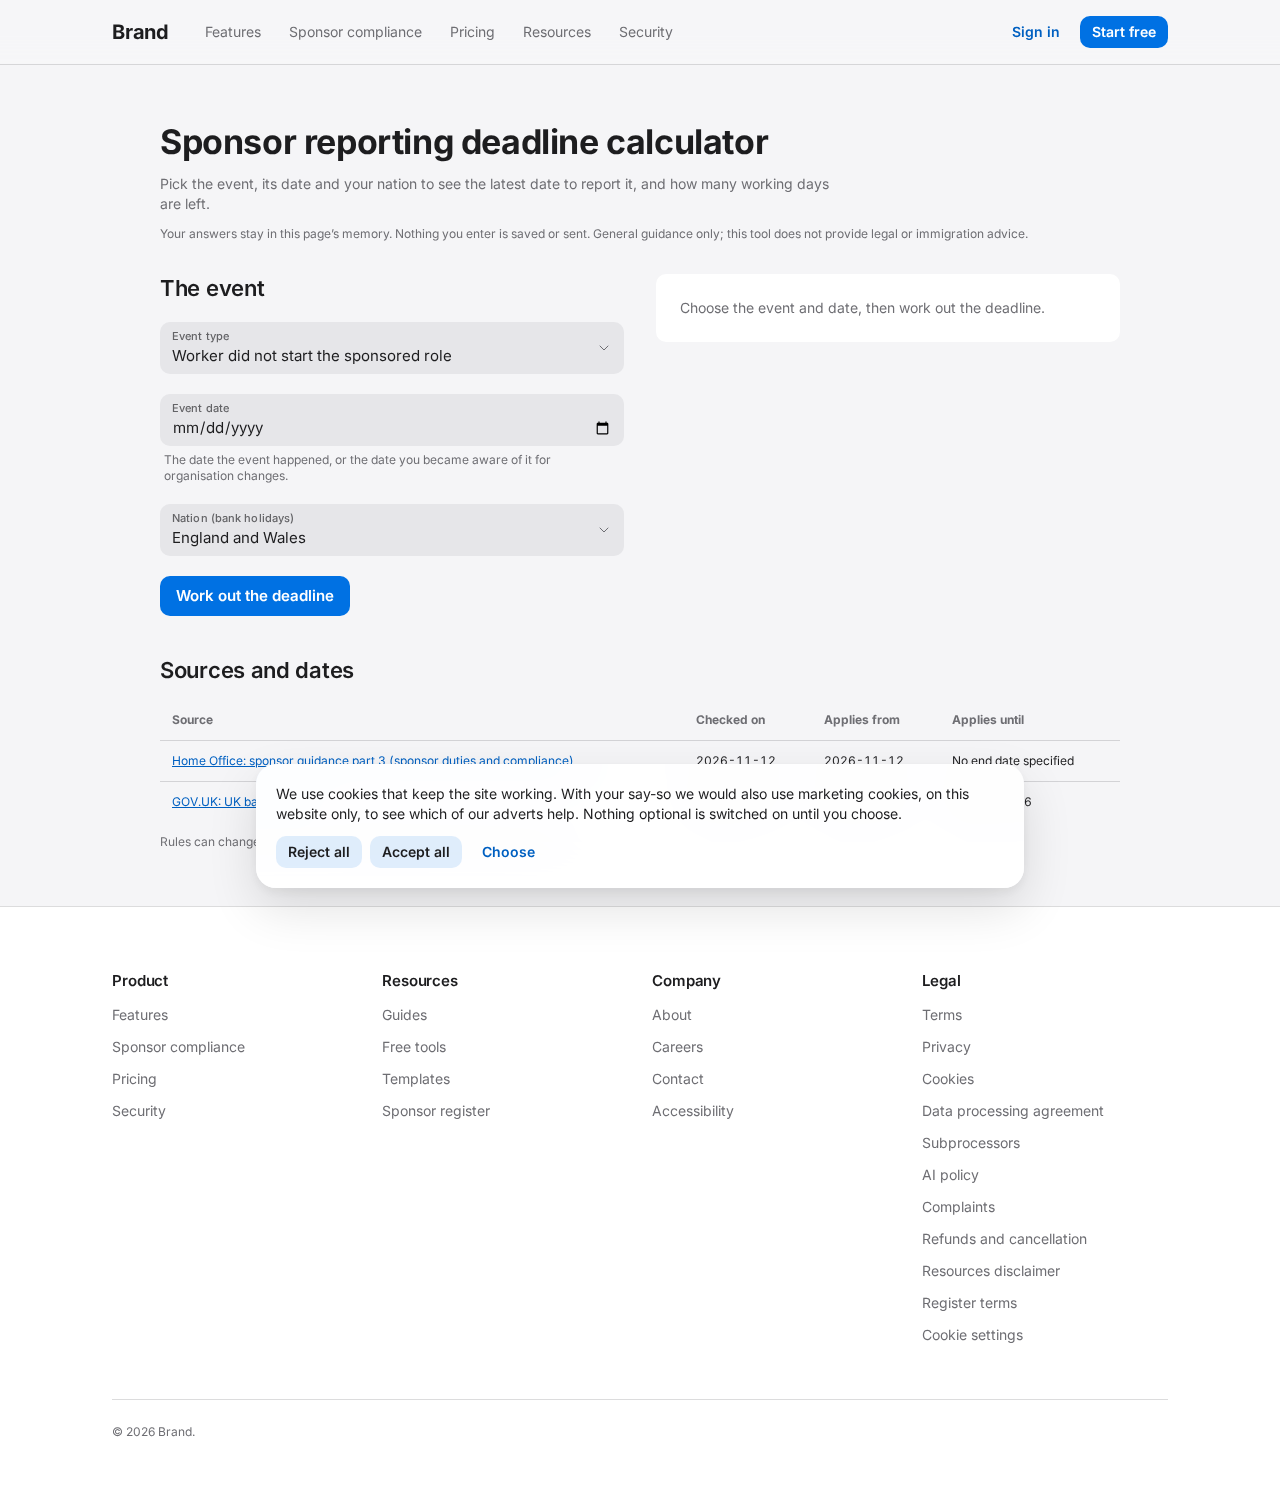 Brand
Features
Sponsor compliance
Pricing
Resources
Security
Sign in
Start free
Sponsor reporting deadline calculator
Pick the event, its date and your nation to see the latest date to report it, and how many working days
are left.
Your answers stay in this page’s memory. Nothing you enter is saved or sent. General guidance only; this tool does not provide legal or immigration advice.
The event
Event type
Worker did not start the sponsored role
Event date
mm/dd/yyyy
The date the event happened, or the date you became aware of it for
organisation changes.
Nation (bank holidays)
England and Wales
Work out the deadline
Choose the event and date, then work out the deadline.
Sources and dates
Source
Checked on
Applies from
Applies until
Home Office: sponsor guidance part 3 (sponsor duties and compliance)
2026-11-12
2026-11-12
No end date specified
GOV.UK: UK
Rules can change
We use cookies that keep the site working. With your say-so we would also use marketing cookies, on this
website only, to see which of our adverts help. Nothing optional is switched on until you choose.
Reject all
Accept all
Choose
Product
Features
Sponsor compliance
Pricing
Security
Resources
Guides
Free tools
Templates
Sponsor register
Company
About
Careers
Contact
Accessibility
Legal
Terms
Privacy
Cookies
Data processing agreement
Subprocessors
AI policy
Complaints
Refunds and cancellation
Resources disclaimer
Register terms
Cookie settings
© 2026 Brand.